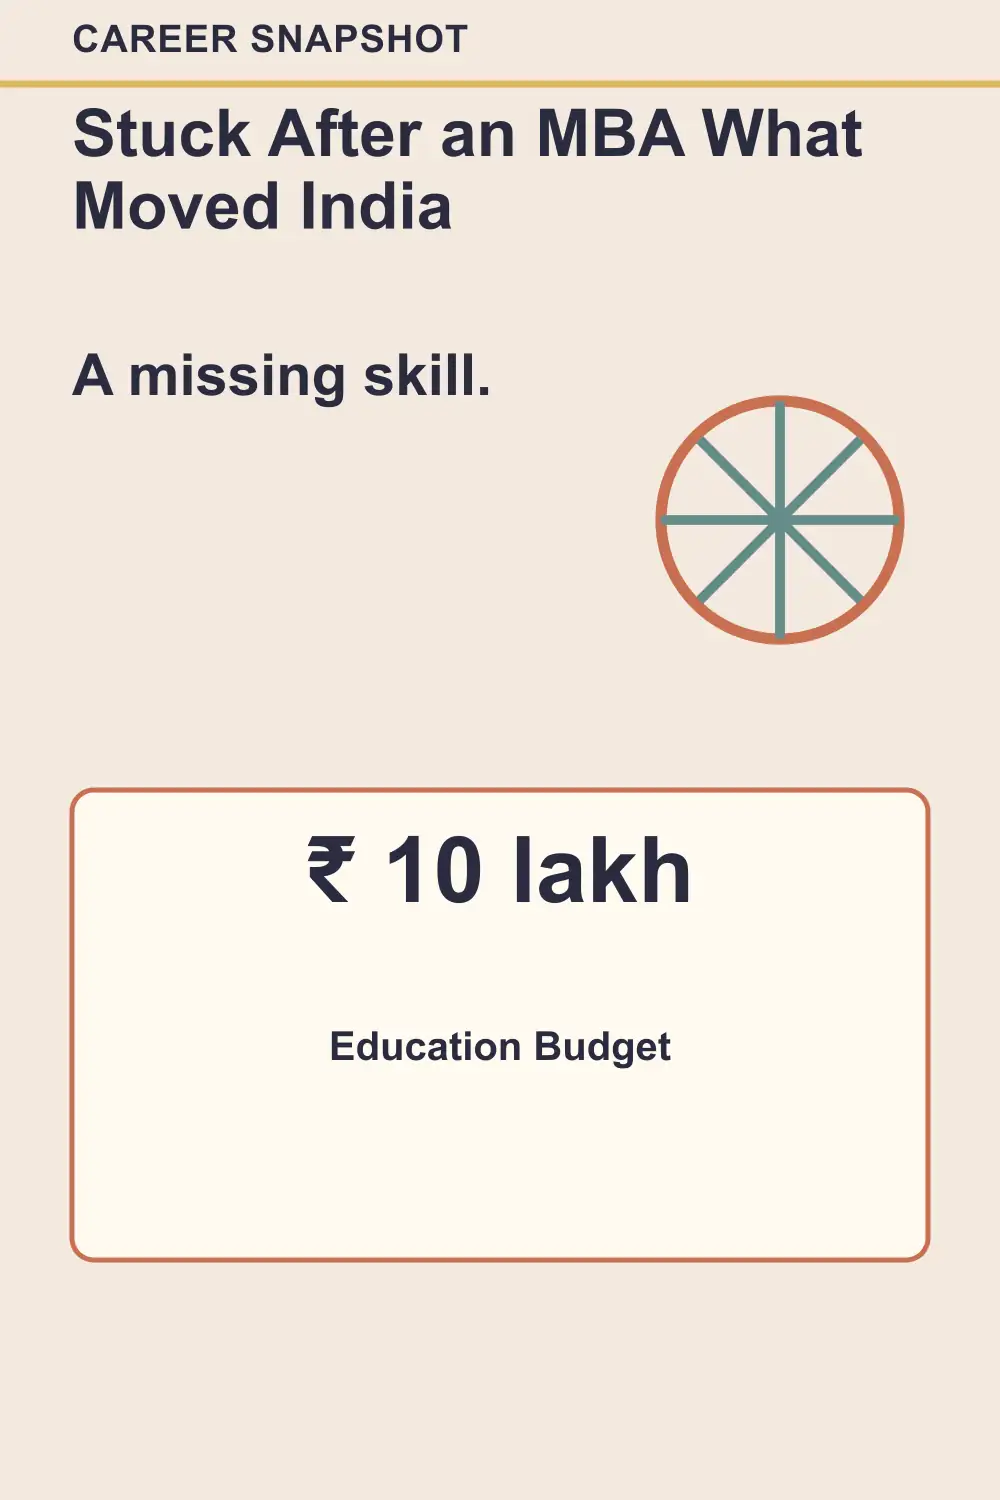 CAREER SNAPSHOT
Stuck After an MBA What
Moved India
A missing skill.
₹ 10 lakh
Education Budget